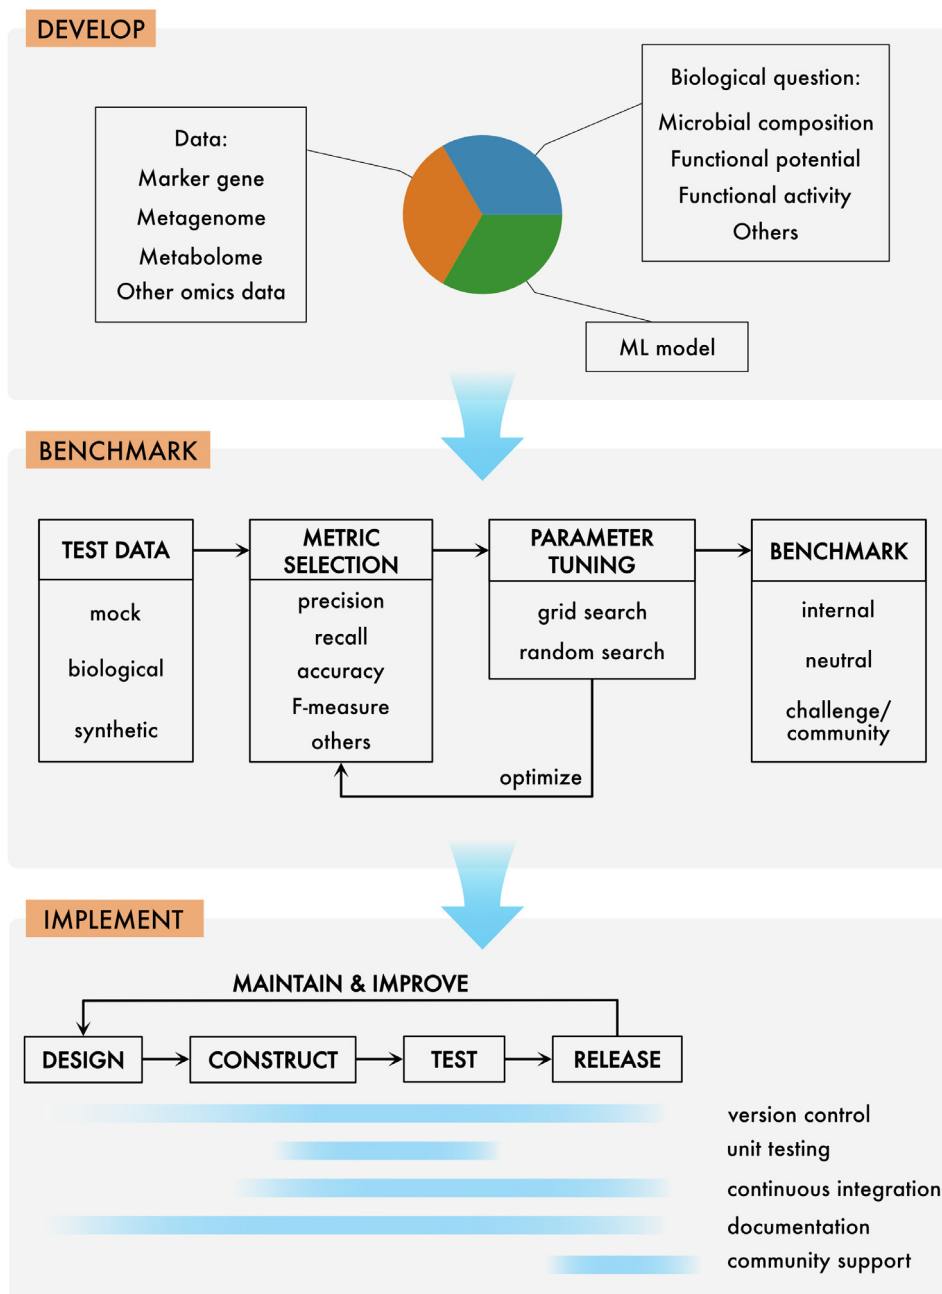 DEVELOP
Data:
Marker gene
Metagenome
Metabolome
Other omics data
Biological question:
Microbial composition
Functional potential
Functional activity
Others
ML model
BENCHMARK
TEST DATA
mock
biological
synthetic
METRIC
SELECTION
precision
recall
accuracy
F-measure
others
PARAMETER
TUNING
grid search
random search
optimize
BENCHMARK
internal
neutral
challenge/
community
IMPLEMENT
MAINTAIN & IMPROVE
DESIGN
CONSTRUCT
TEST
RELEASE
version control
unit testing
continuous integration
documentation
community support